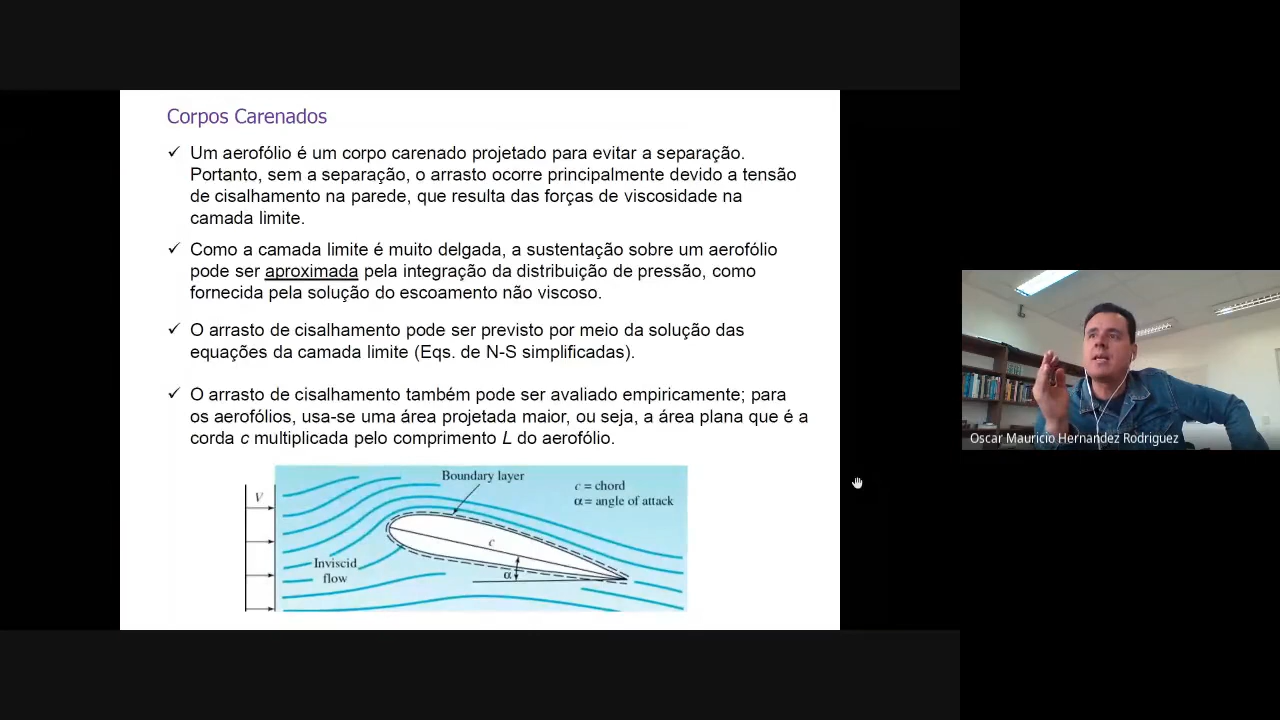 Corpos Carenados
✓ Um aerofólio é um corpo carenado projetado para evitar a separação.
Portanto, sem a separação, o arrasto ocorre principalmente devido a tensão
de cisalhamento na parede, que resulta das forças de viscosidade na
camada limite.
✓ Como a camada limite é muito delgada, a sustentação sobre um aerofólio
pode ser aproximada pela integração da distribuição de pressão, como
fornecida pela solução do escoamento não viscoso.
✓ O arrasto de cisalhamento pode ser previsto por meio da solução das
equações da camada limite (Eqs. de N-S simplificadas).
✓ O arrasto de cisalhamento também pode ser avaliado empiricamente; para
os aerofólios, usa-se uma área projetada maior, ou seja, a área plana que é a
corda c multiplicada pelo comprimento L do aerofólio.
Boundary layer
V
c = chord
α = angle of attack
c
Inviscid
flow
α
Oscar Mauricio Hernandez Rodriguez